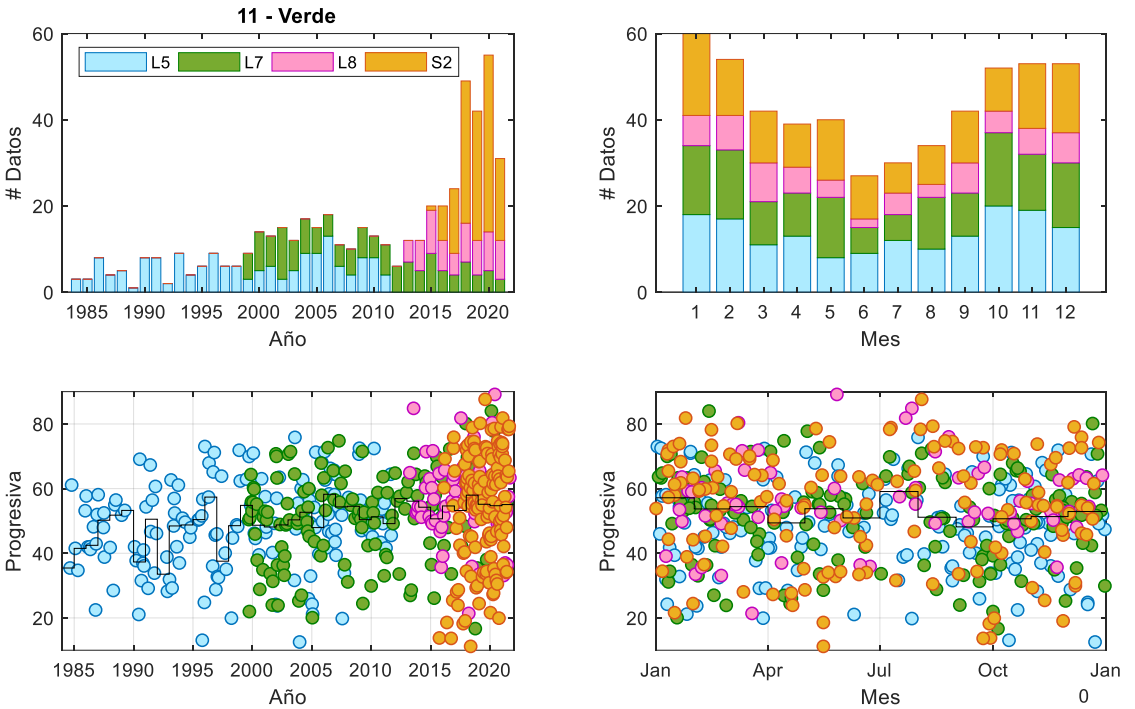 11 - Verde
60
40
20
0
# Datos
L5 L7 L8 S2
1985 1990 1995 2000 2005 2010 2015 2020
Año
60
40
20
0
# Datos
1 2 3 4 5 6 7 8 9 10 11 12
Mes
80
60
40
20
Progresiva
1985 1990 1995 2000 2005 2010 2015 2020
Año
80
60
40
20
Progresiva
Jan Apr Jul Oct Jan
Mes
0